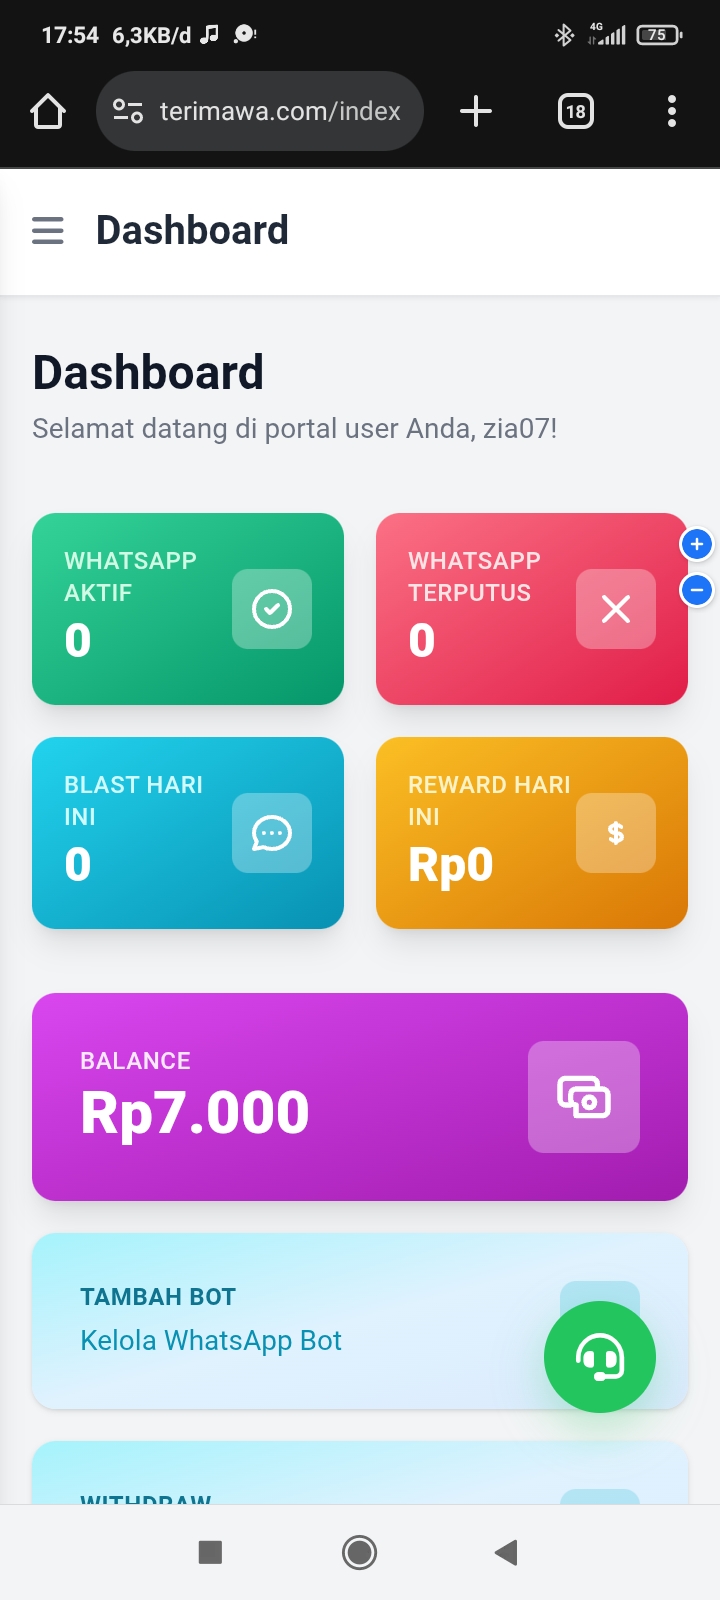 17:54 6,3KB/d 4G 75
terimawa.com/index 18
Dashboard
Dashboard
Selamat datang di portal user Anda, zia07!
WHATSAPP
AKTIF
0
WHATSAPP
TERPUTUS
0
BLAST HARI
INI
0
REWARD HARI
INI
Rp0
$
BALANCE
Rp7.000
TAMBAH BOT
Kelola WhatsApp Bot
WITHDRAW